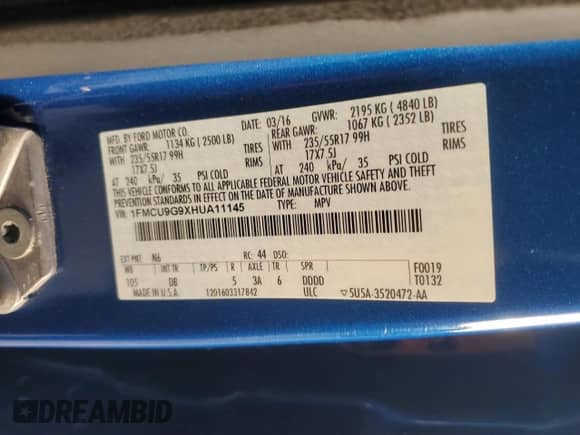 MFD. BY FORD MOTOR CO.
DATE: 03/16 GVWR: 2195 KG ( 4840 LB)
FRONT GAWR: 1134 KG ( 2500 LB) REAR GAWR: 1067 KG ( 2352 LB)
WITH 235/55R17 99H TIRES WITH 235/55R17 99H TIRES
17X7.5J RIMS 17X7.5J RIMS
AT 240 kPa/ 35 PSI COLD AT 240 kPa/ 35 PSI COLD
THIS VEHICLE CONFORMS TO ALL APPLICABLE FEDERAL MOTOR VEHICLE SAFETY AND THEFT
PREVENTION STANDARDS IN EFFECT ON THE DATE OF MANUFACTURE SHOWN ABOVE.
VIN: 1FMCU9G9XHUA11145 TYPE: MPV
EXT PNT: N6 RC: 44 DSO:
WB INT TR TP/PS R AXLE TR SPR F0019
105 DB 5 3A 6 DDDD T0132
MADE IN U.S.A. 1201603317842 ULC ▽5U5A-3520472-AA
DREAMBID